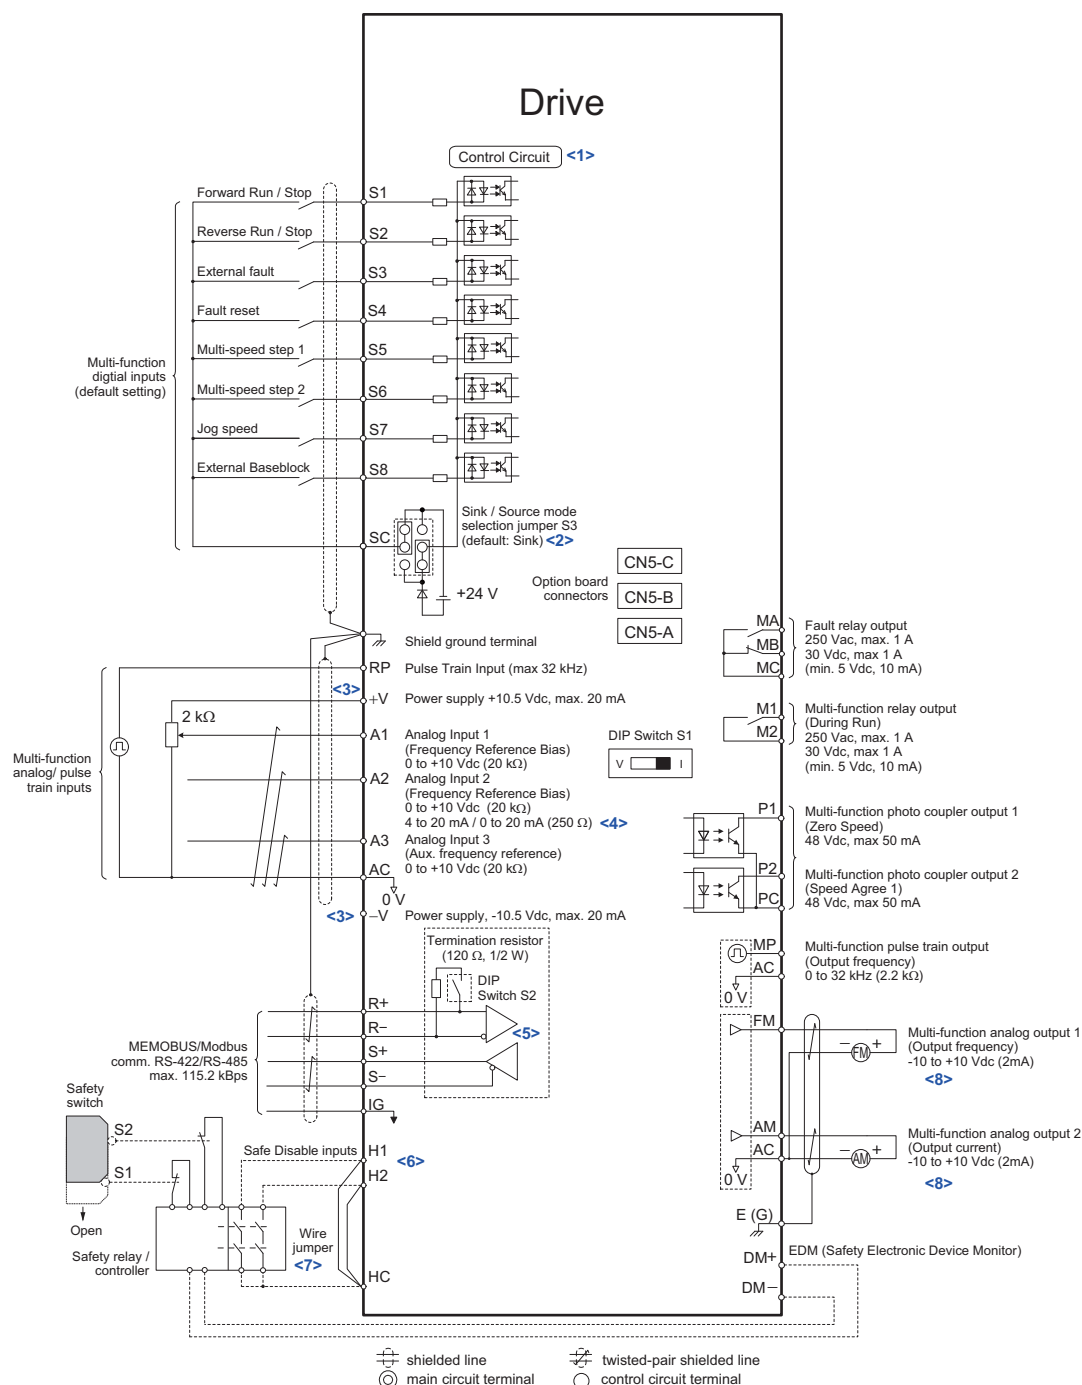 Drive
Control Circuit <1>
Forward Run / Stop
S1
Reverse Run / Stop
S2
External fault
S3
Fault reset
S4
Multi-speed step 1
S5
Multi-speed step 2
S6
Jog speed
S7
External Baseblock
S8
Multi-function
digtial inputs
(default setting)
SC
Sink / Source mode
selection jumper S3
(default: Sink) <2>
+24 V
Option board
connectors
CN5-C
CN5-B
CN5-A
Shield ground terminal
MA
MB
MC
Fault relay output
250 Vac, max. 1 A
30 Vdc, max 1 A
(min. 5 Vdc, 10 mA)
RP
Pulse Train Input (max 32 kHz)
<3>
+V
Power supply +10.5 Vdc, max. 20 mA
2 kΩ
A1
Analog Input 1
(Frequency Reference Bias)
0 to +10 Vdc (20 kΩ)
A2
Analog Input 2
(Frequency Reference Bias)
0 to +10 Vdc (20 kΩ)
4 to 20 mA / 0 to 20 mA (250 Ω) <4>
A3
Analog Input 3
(Aux. frequency reference)
0 to +10 Vdc (20 kΩ)
AC
0 V
Multi-function
analog/ pulse
train inputs
<3>
−V
Power supply, -10.5 Vdc, max. 20 mA
DIP Switch S1
V I
M1
M2
Multi-function relay output
(During Run)
250 Vac, max. 1 A
30 Vdc, max 1 A
(min. 5 Vdc, 10 mA)
P1
Multi-function photo coupler output 1
(Zero Speed)
48 Vdc, max 50 mA
P2
PC
Multi-function photo coupler output 2
(Speed Agree 1)
48 Vdc, max 50 mA
MP
AC
0 V
Multi-function pulse train output
(Output frequency)
0 to 32 kHz (2.2 kΩ)
Termination resistor
(120 Ω, 1/2 W)
DIP
Switch S2
<5>
R+
R−
S+
S−
IG
MEMOBUS/Modbus
comm. RS-422/RS-485
max. 115.2 kBps
FM
− FM +
Multi-function analog output 1
(Output frequency)
-10 to +10 Vdc (2mA)
<8>
AM
AC
0 V
− AM +
Multi-function analog output 2
(Output current)
-10 to +10 Vdc (2mA)
<8>
E (G)
Safety
switch
S2
S1
Open
Safety relay /
controller
Safe Disable inputs
H1
<6>
H2
Wire
jumper
<7>
HC
DM+
DM−
EDM (Safety Electronic Device Monitor)
shielded line
twisted-pair shielded line
main circuit terminal
control circuit terminal